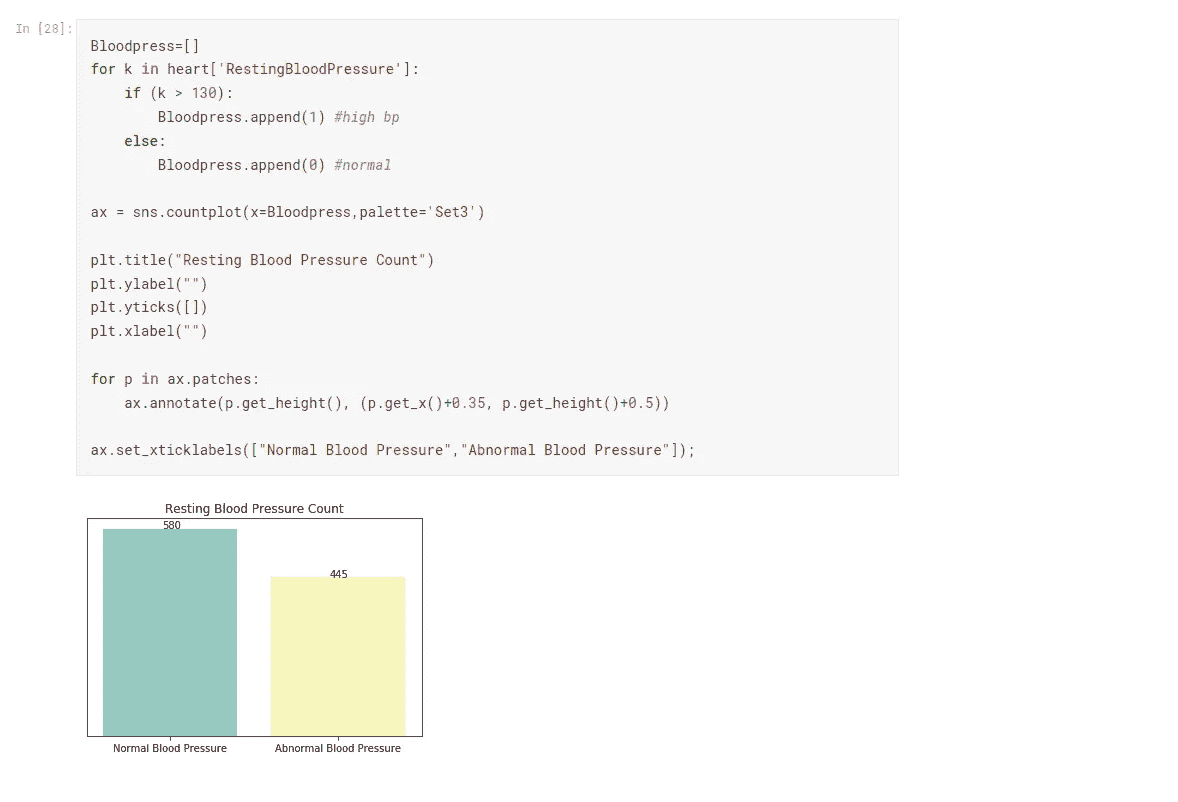 In [28]:
Bloodpress=[]
for k in heart['RestingBloodPressure']:
    if (k > 130):
        Bloodpress.append(1) #high bp
    else:
        Bloodpress.append(0) #normal

ax = sns.countplot(x=Bloodpress,palette='Set3')

plt.title("Resting Blood Pressure Count")
plt.ylabel("")
plt.yticks([])
plt.xlabel("")

for p in ax.patches:
    ax.annotate(p.get_height(), (p.get_x()+0.35, p.get_height()+0.5))

ax.set_xticklabels(["Normal Blood Pressure","Abnormal Blood Pressure"]);
Resting Blood Pressure Count
580
445
Normal Blood Pressure
Abnormal Blood Pressure